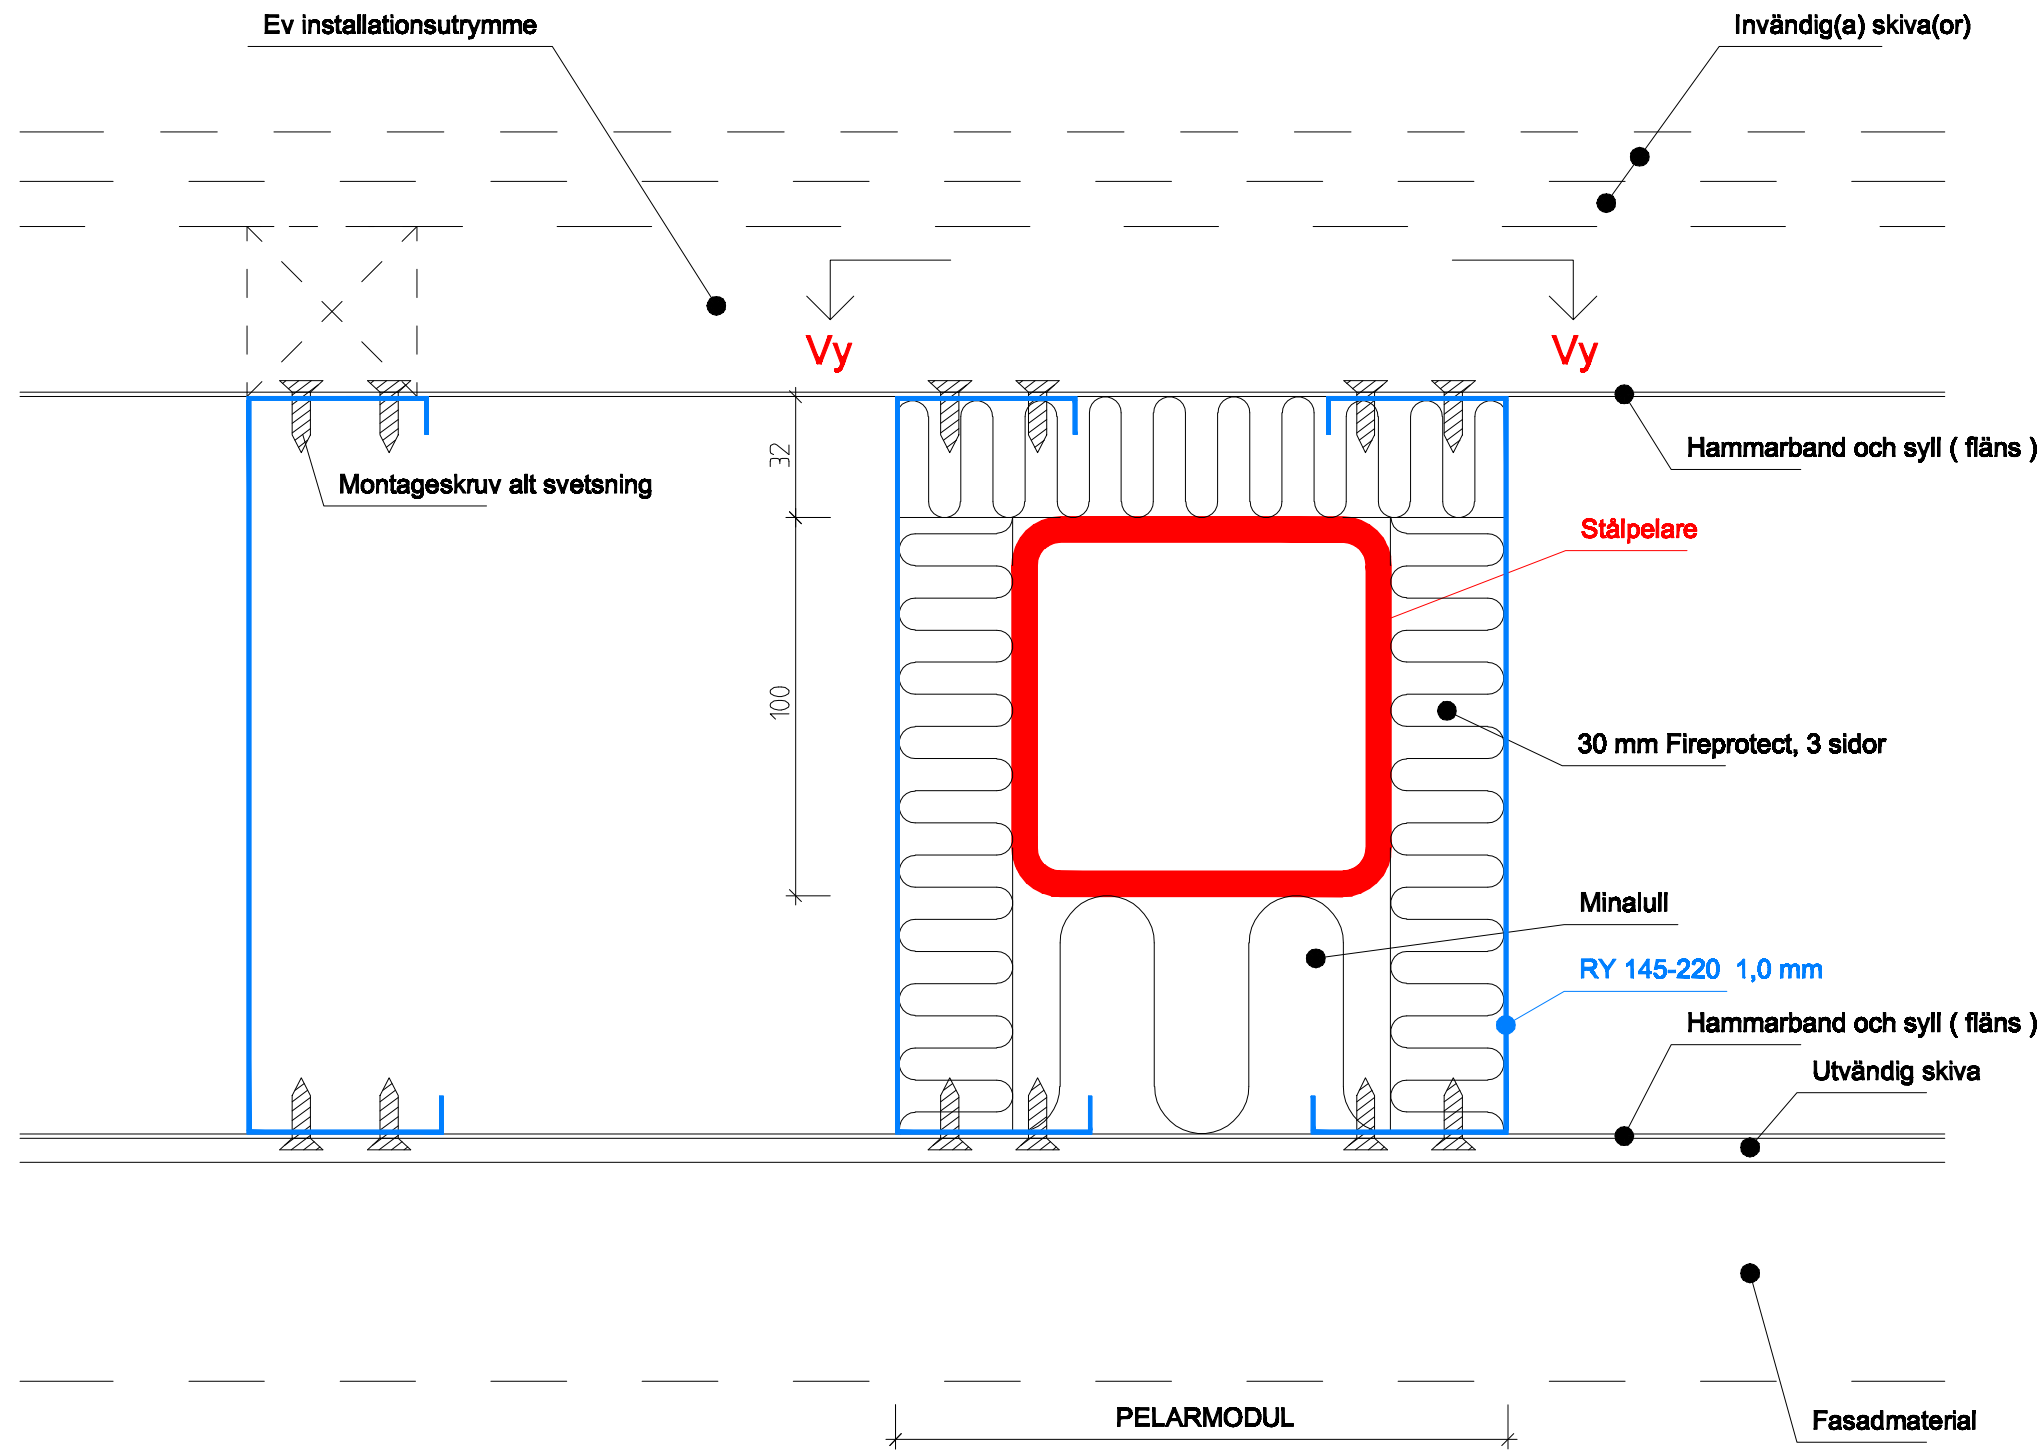 Ev installationsutrymme
Invändig(a) skiva(or)
Vy
Vy
Hammarband och syll ( fläns )
32
Montageskruv alt svetsning
Stålpelare
100
30 mm Fireprotect, 3 sidor
Minalull
RY 145-220 1,0 mm
Hammarband och syll ( fläns )
Utvändig skiva
PELARMODUL
Fasadmaterial